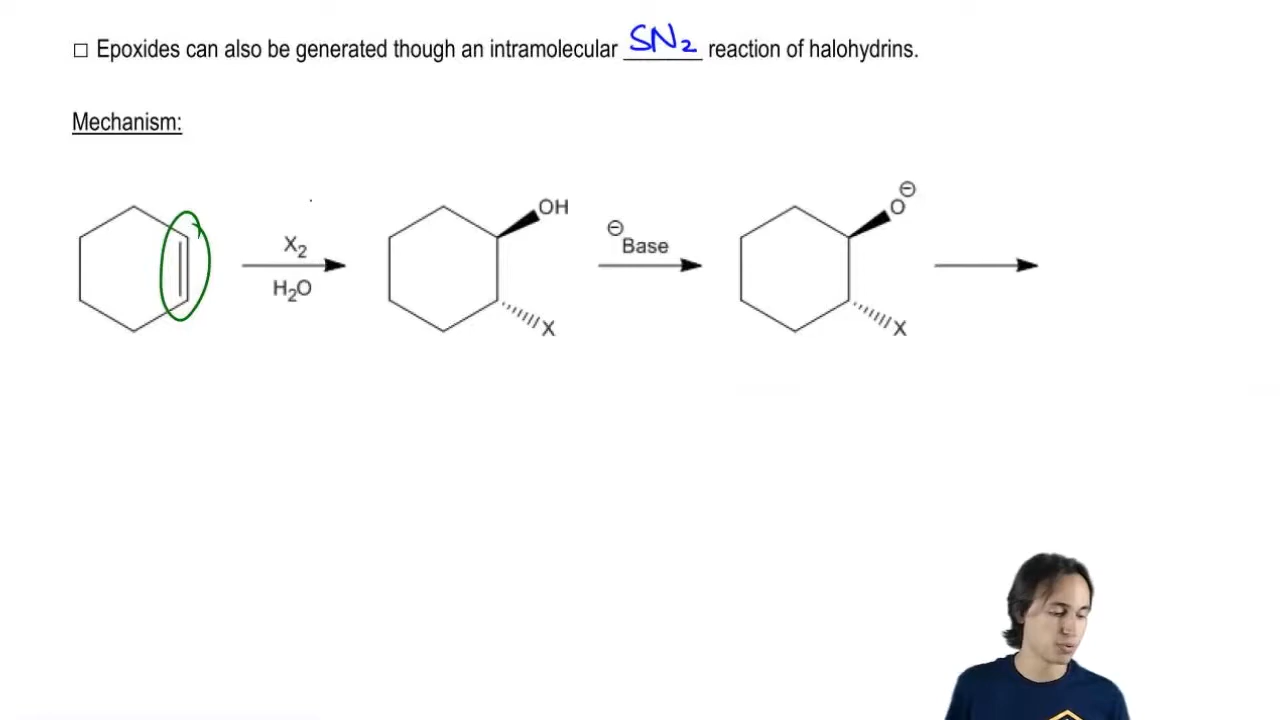 ☐ Epoxides can also be generated though an intramolecular SN2 reaction of halohydrins.
Mechanism:
X2
H2O
OH
X
⊖
Base
⊖
O
X